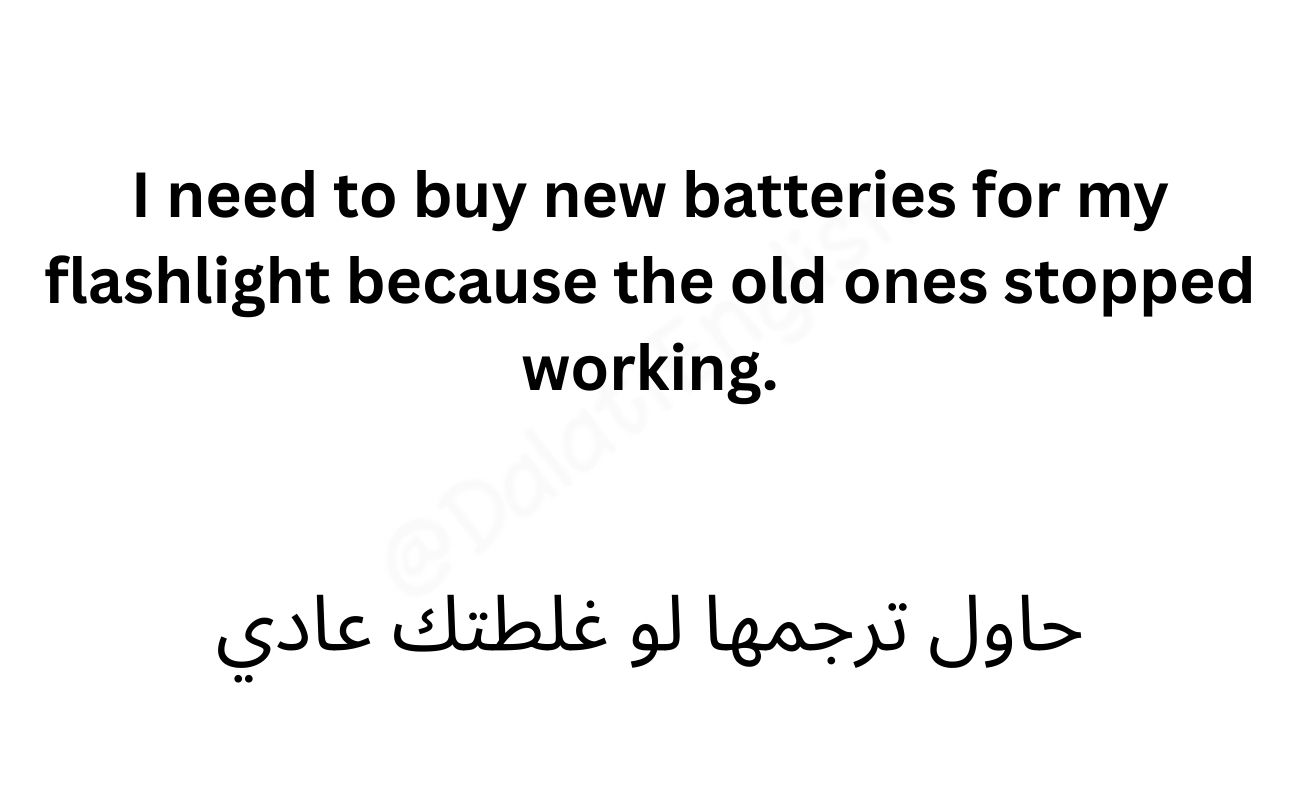 I need to buy new batteries for my
flashlight because the old ones stopped
working.
@DalatEnglish
حاول ترجمها لو غلطتك عادي